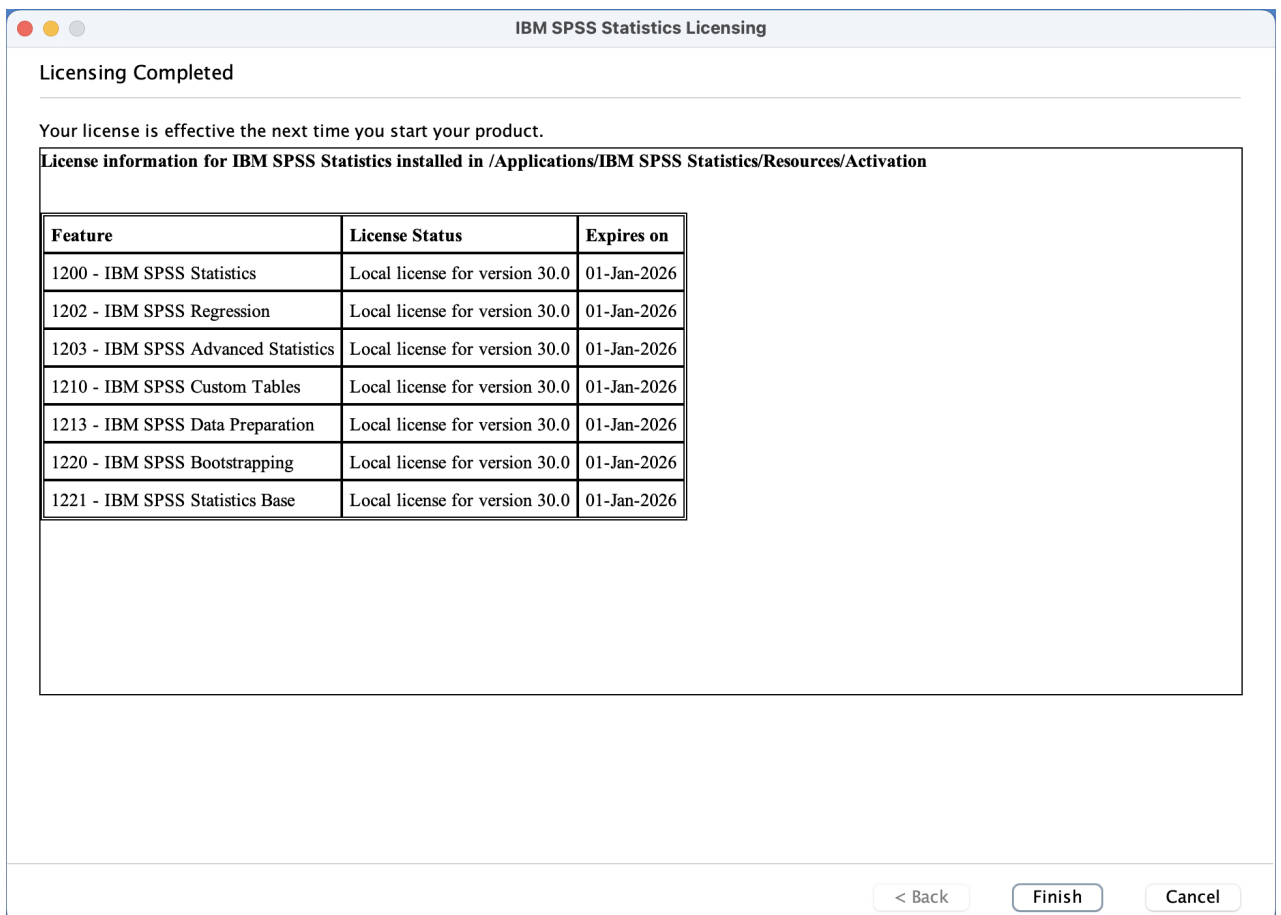 IBM SPSS Statistics Licensing
Licensing Completed
Your license is effective the next time you start your product.
License information for IBM SPSS Statistics installed in /Applications/IBM SPSS Statistics/Resources/Activation
Feature License Status Expires on
1200 - IBM SPSS Statistics Local license for version 30.0 01-Jan-2026
1202 - IBM SPSS Regression Local license for version 30.0 01-Jan-2026
1203 - IBM SPSS Advanced Statistics Local license for version 30.0 01-Jan-2026
1210 - IBM SPSS Custom Tables Local license for version 30.0 01-Jan-2026
1213 - IBM SPSS Data Preparation Local license for version 30.0 01-Jan-2026
1220 - IBM SPSS Bootstrapping Local license for version 30.0 01-Jan-2026
1221 - IBM SPSS Statistics Base Local license for version 30.0 01-Jan-2026
< Back Finish Cancel